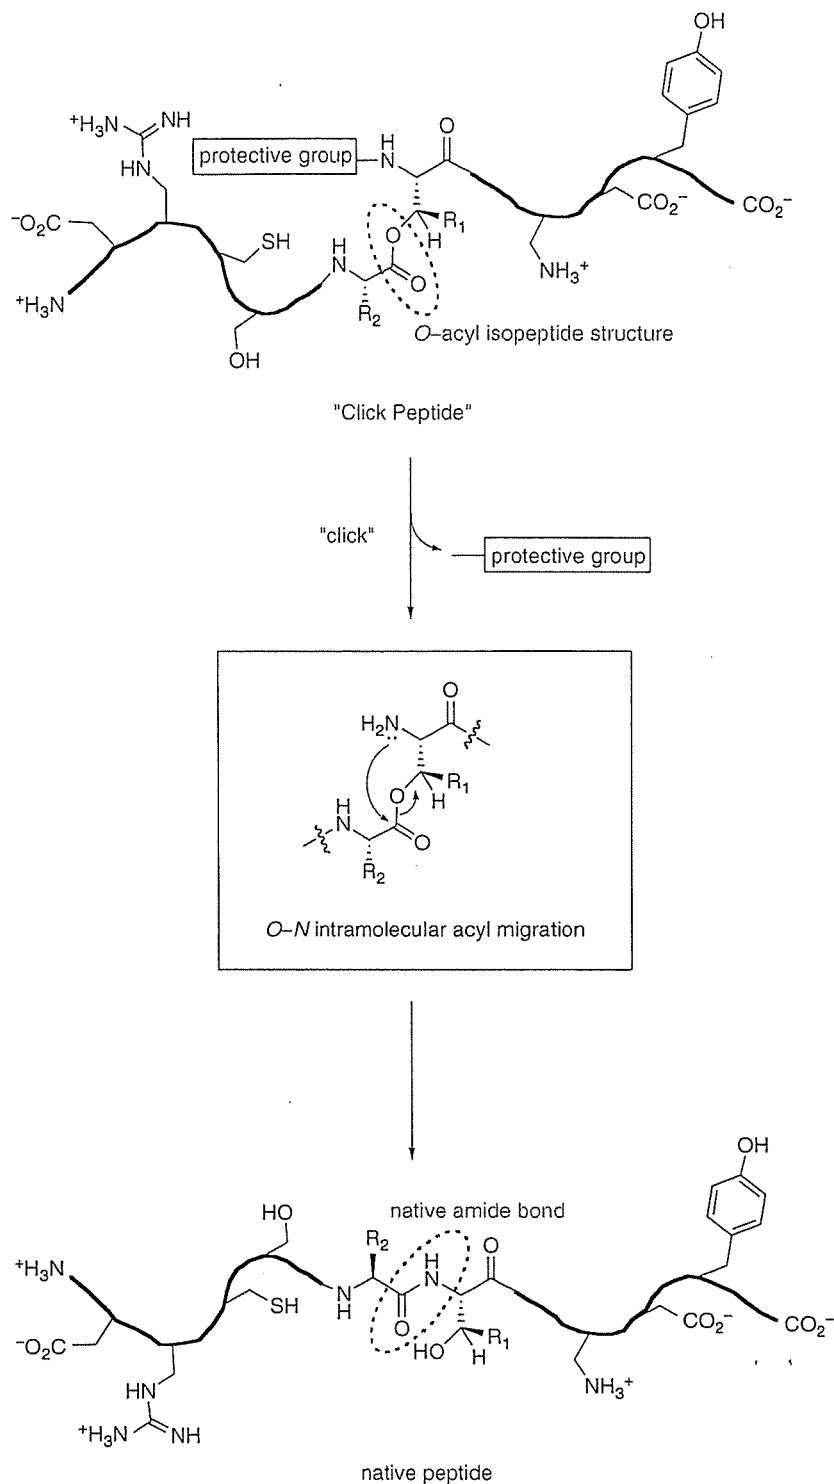 OH
⁺H₃N
NH
HN
protective group
H
N
O
⁻O₂C
SH
O
R₁
H
CO₂⁻
CO₂⁻
⁺H₃N
H
N
O
R₂
NH₃⁺
OH
O–acyl isopeptide structure
"Click Peptide"
"click"
protective group
O
H₂N
R₁
O
H
H
N
O
R₂
O–N intramolecular acyl migration
OH
HO
native amide bond
R₂
H
N
O
⁺H₃N
N
H
SH
O
CO₂⁻
CO₂⁻
⁻O₂C
HO
H
R₁
HN
NH₃⁺
⁺H₃N
NH
native peptide